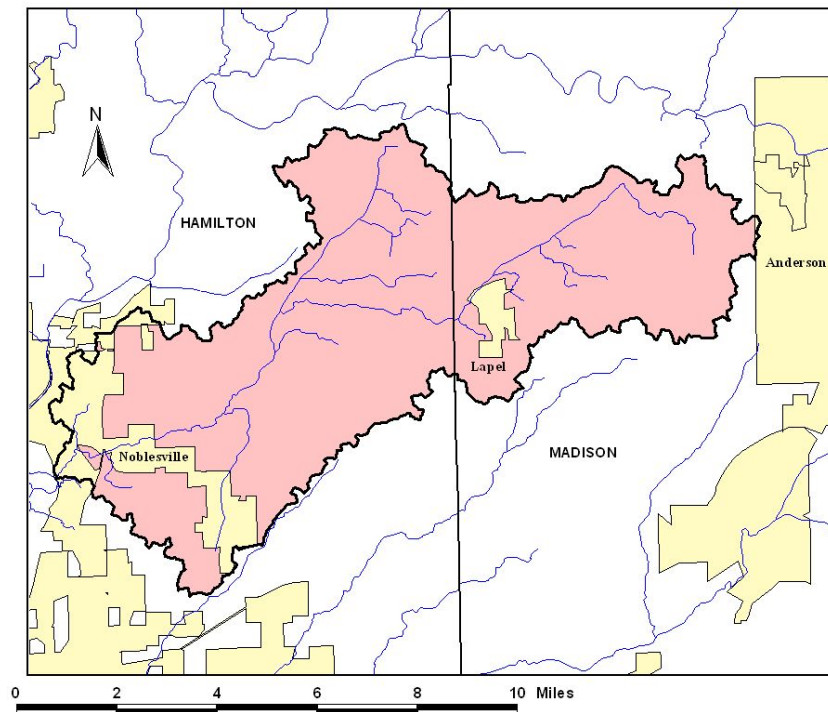 N
HAMILTON
Anderson
Lapel
Noblesville
MADISON
0 2 4 6 8 10 Miles